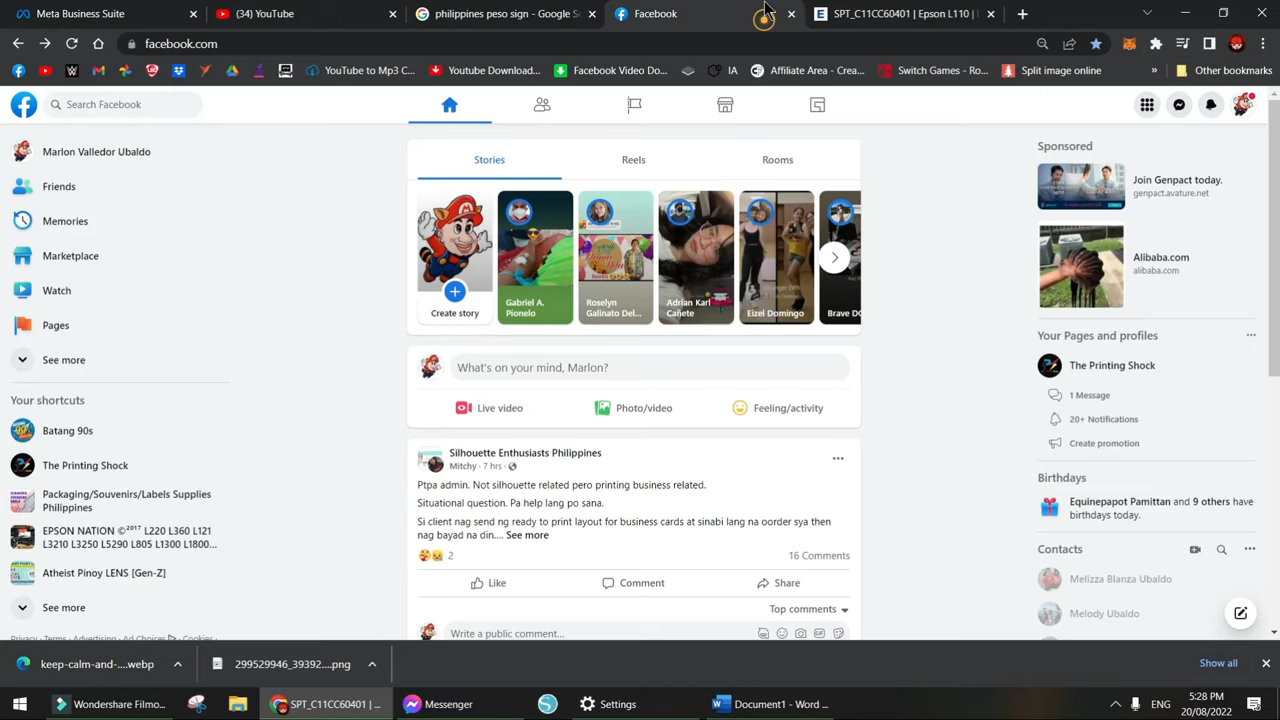 Meta Business Suite
(34) YouTube
philippines peso sign - Google Se
Facebook
SPT_C11CC60401 | Epson L110 |
facebook.com
YouTube to Mp3 C...
Youtube Download...
Facebook Video Do...
IA
Affiliate Area - Crea...
Switch Games - Ro...
Split image online
Other bookmarks
Search Facebook
Marlon Valledor Ubaldo
Friends
Memories
Marketplace
Watch
Pages
See more
Your shortcuts
Batang 90s
The Printing Shock
Packaging/Souvenirs/Labels Supplies
Philippines
EPSON NATION ©²⁰¹⁷ L220 L360 L121
L3210 L3250 L5290 L805 L1300 L1800...
Atheist Pinoy LENS [Gen-Z]
See more
Privacy · Terms · Advertising · Ad Choices · Cookies ·
Stories
Reels
Rooms
Create story
Gabriel A.
Pionelo
Roselyn
Galinato Del...
Adrian Karl
Cañete
Eizel Domingo
Brave DC
What's on your mind, Marlon?
Live video
Photo/video
Feeling/activity
Silhouette Enthusiasts Philippines
Mitchy · 7 hrs ·
Ptpa admin. Not silhouette related pero printing business related.
Situational question. Pa help lang po sana.
Si client nag send ng ready to print layout for business cards at sinabi lang na oorder sya then
nag bayad na din.... See more
2
16 Comments
Like
Comment
Share
Top comments
Write a public comment...
Sponsored
Join Genpact today.
genpact.avature.net
Alibaba.com
alibaba.com
Your Pages and profiles
The Printing Shock
1 Message
20+ Notifications
Create promotion
Birthdays
Equinepapot Pamittan and 9 others have
birthdays today.
Contacts
Melizza Blanza Ubaldo
Melody Ubaldo
keep-calm-and-....webp
299529946_39392....png
Show all
Wondershare Filmo...
SPT_C11CC60401 | ...
Messenger
Settings
Document1 - Word ...
ENG
5:28 PM
20/08/2022